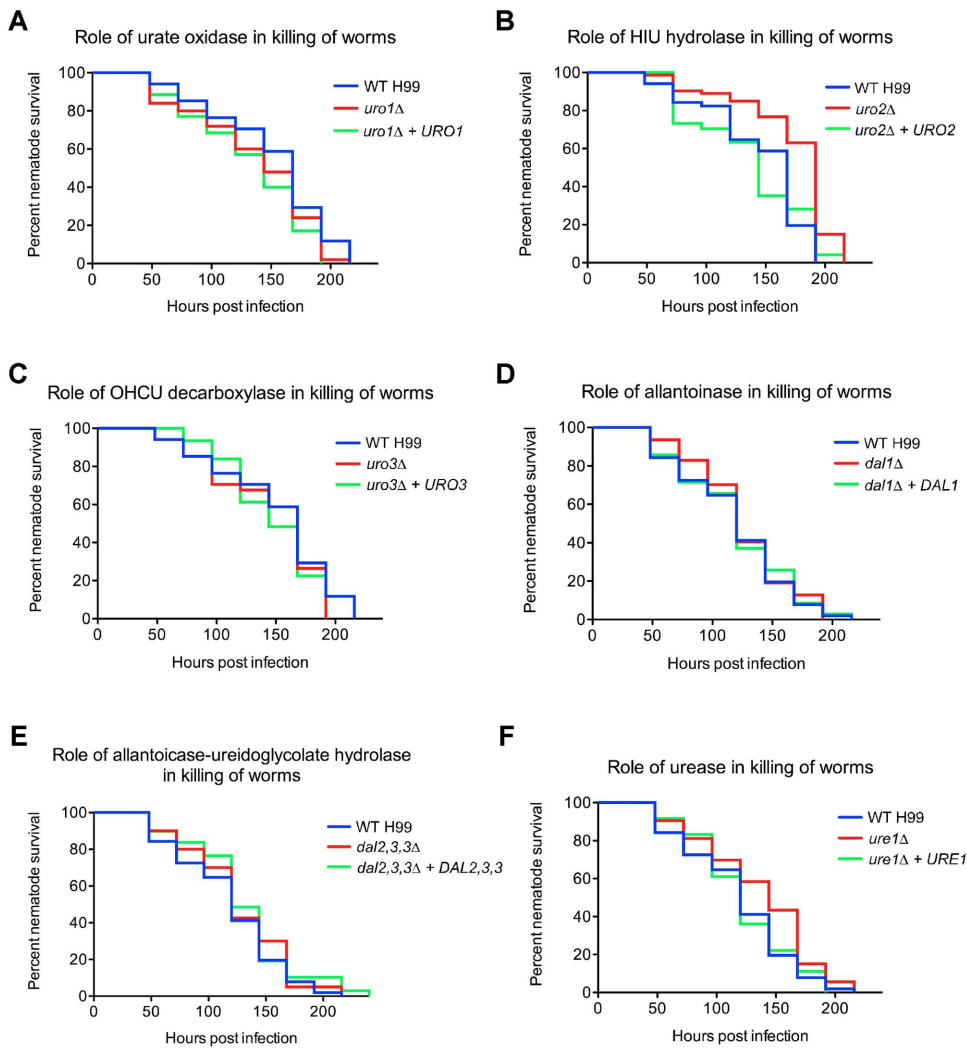 A
Role of urate oxidase in killing of worms
Percent nematode survival
100
80
60
40
20
0
WT H99
uro1Δ
uro1Δ + URO1
0 50 100 150 200
Hours post infection
B
Role of HIU hydrolase in killing of worms
Percent nematode survival
100
80
60
40
20
0
WT H99
uro2Δ
uro2Δ + URO2
0 50 100 150 200
Hours post infection
C
Role of OHCU decarboxylase in killing of worms
Percent nematode survival
100
80
60
40
20
0
WT H99
uro3Δ
uro3Δ + URO3
0 50 100 150 200
Hours post infection
D
Role of allantoinase in killing of worms
Percent nematode survival
100
80
60
40
20
0
WT H99
dal1Δ
dal1Δ + DAL1
0 50 100 150 200
Hours post infection
E
Role of allantoicase-ureidoglycolate hydrolase
in killing of worms
Percent nematode survival
100
80
60
40
20
0
WT H99
dal2,3,3Δ
dal2,3,3Δ + DAL2,3,3
0 50 100 150 200
Hours post infection
F
Role of urease in killing of worms
Percent nematode survival
100
80
60
40
20
0
WT H99
ure1Δ
ure1Δ + URE1
0 50 100 150 200
Hours post infection